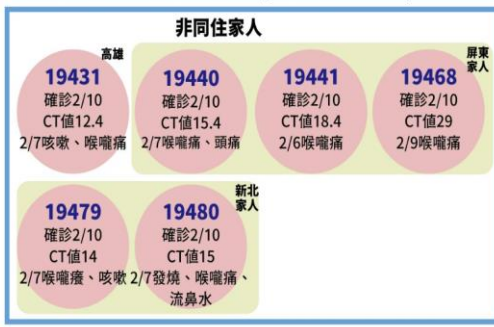 非同住家人
高雄
19431
確診2/10
CT值12.4
2/7咳嗽、喉嚨痛
屏東
家人
19440
確診2/10
CT值15.4
2/7喉嚨痛、頭痛
19441
確診2/10
CT值18.4
2/6喉嚨痛
19468
確診2/10
CT值29
2/9喉嚨痛
新北
家人
19479
確診2/10
CT值14
2/7喉嚨癢、咳嗽
19480
確診2/10
CT值15
2/7發燒、喉嚨痛、
流鼻水